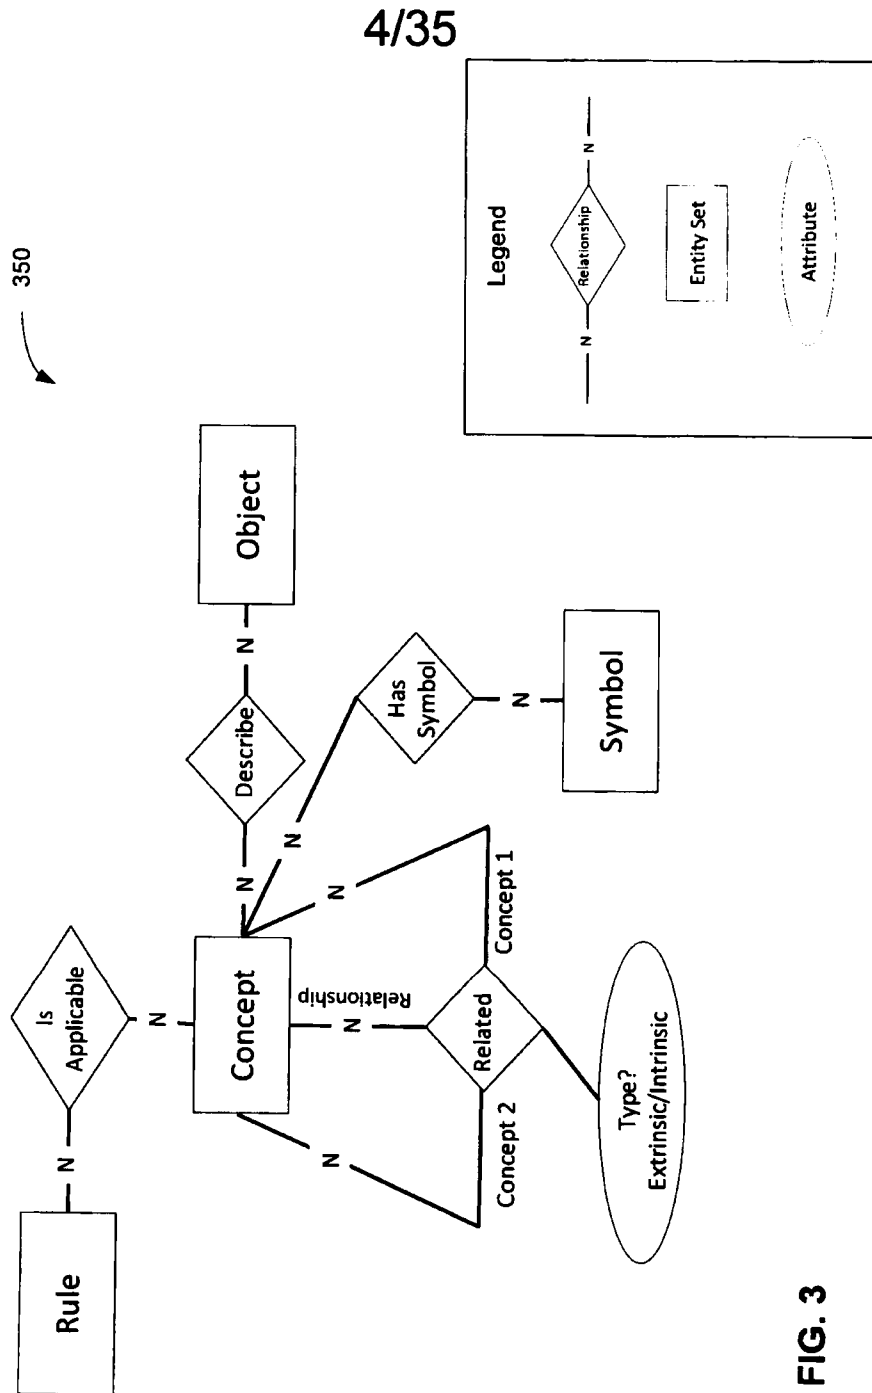 4/35
350
Rule
N
Is
Applicable
N
Concept
N
Describe
N
Object
N
Has
Symbol
N
Symbol
N
Concept 1
Relationship
N
Related
N
Concept 2
Type?
Extrinsic/Intrinsic
Legend
N
Relationship
N
Entity Set
Attribute
FIG. 3